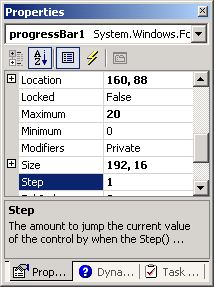 Properties
progressBar1 System.Windows.Fo
Location 160, 88
Locked False
Maximum 20
Minimum 0
Modifiers Private
Size 192, 16
Step 1
Step
The amount to jump the current value
of the control by when the Step() ...
Prop... Dyna... Task ...